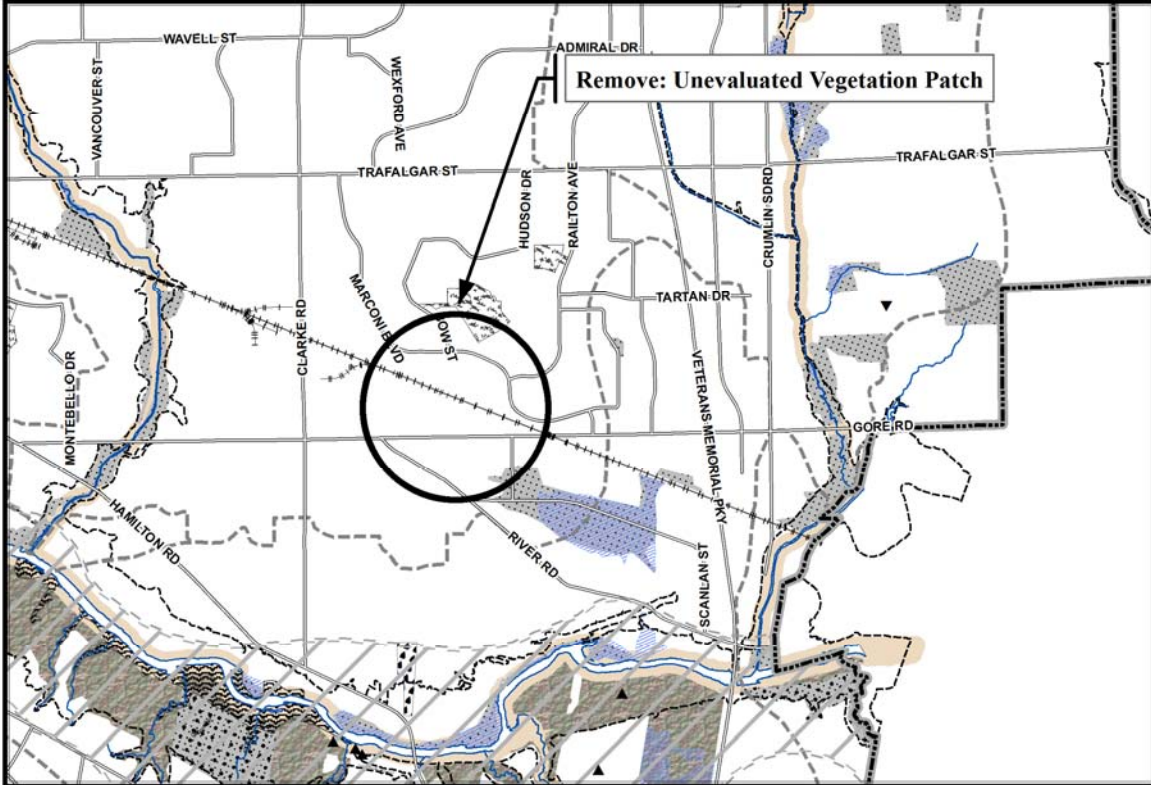 WAVELL ST
ADMIRAL DR
VANCOUVER ST
WEXFORD AVE
Remove: Unevaluated Vegetation Patch
TRAFALGAR ST
TRAFALGAR ST
HUDSON DR
RAILTON AVE
CRUMLIN SDRD
MARCONI BLVD
TARTAN DR
CLARKE RD
OW ST
MONTEBELLO DR
VETERANS MEMORIAL PKY
GORE RD
HAMILTON RD
RIVER RD
SCANLAN ST